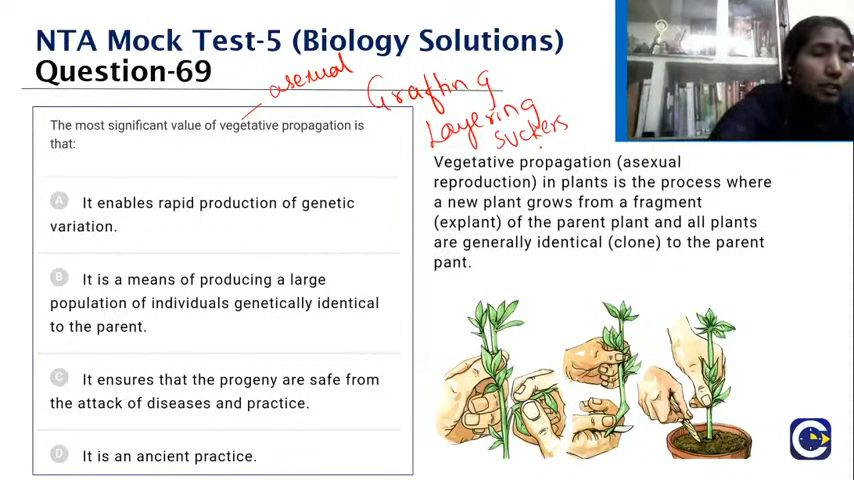 NTA Mock Test-5 (Biology Solutions)
Question-69
asexual
Grafting
Layering
suckers
The most significant value of vegetative propagation is
that:
A It enables rapid production of genetic
variation.
B It is a means of producing a large
population of individuals genetically identical
to the parent.
C It ensures that the progeny are safe from
the attack of diseases and practice.
D It is an ancient practice.
Vegetative propagation (asexual
reproduction) in plants is the process where
a new plant grows from a fragment
(explant) of the parent plant and all plants
are generally identical (clone) to the parent
pant.